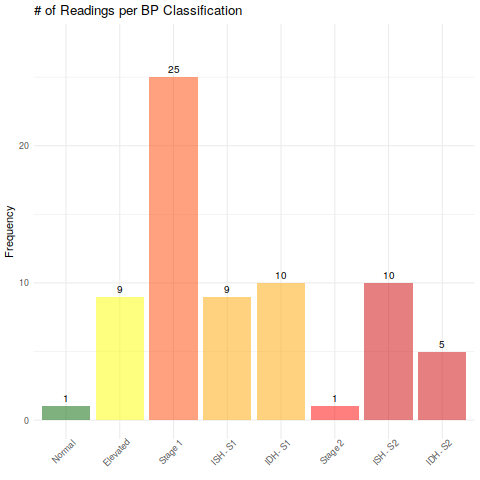 # of Readings per BP Classification
25
20
Frequency
9
9
10
10
10
5
1
1
0
Normal
Elevated
Stage 1
ISH - S1
IDH - S1
Stage 2
ISH - S2
IDH - S2